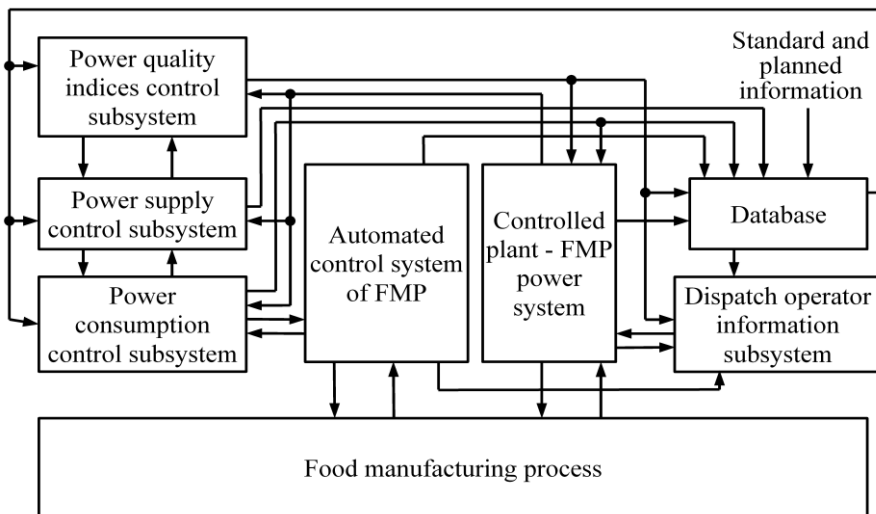 Power quality
indices control
subsystem
Standard and
planned
information
Power supply
control subsystem
Automated
control system
of FMP
Controlled
plant - FMP
power
system
Database
Power
consumption
control subsystem
Dispatch operator
information
subsystem
Food manufacturing process